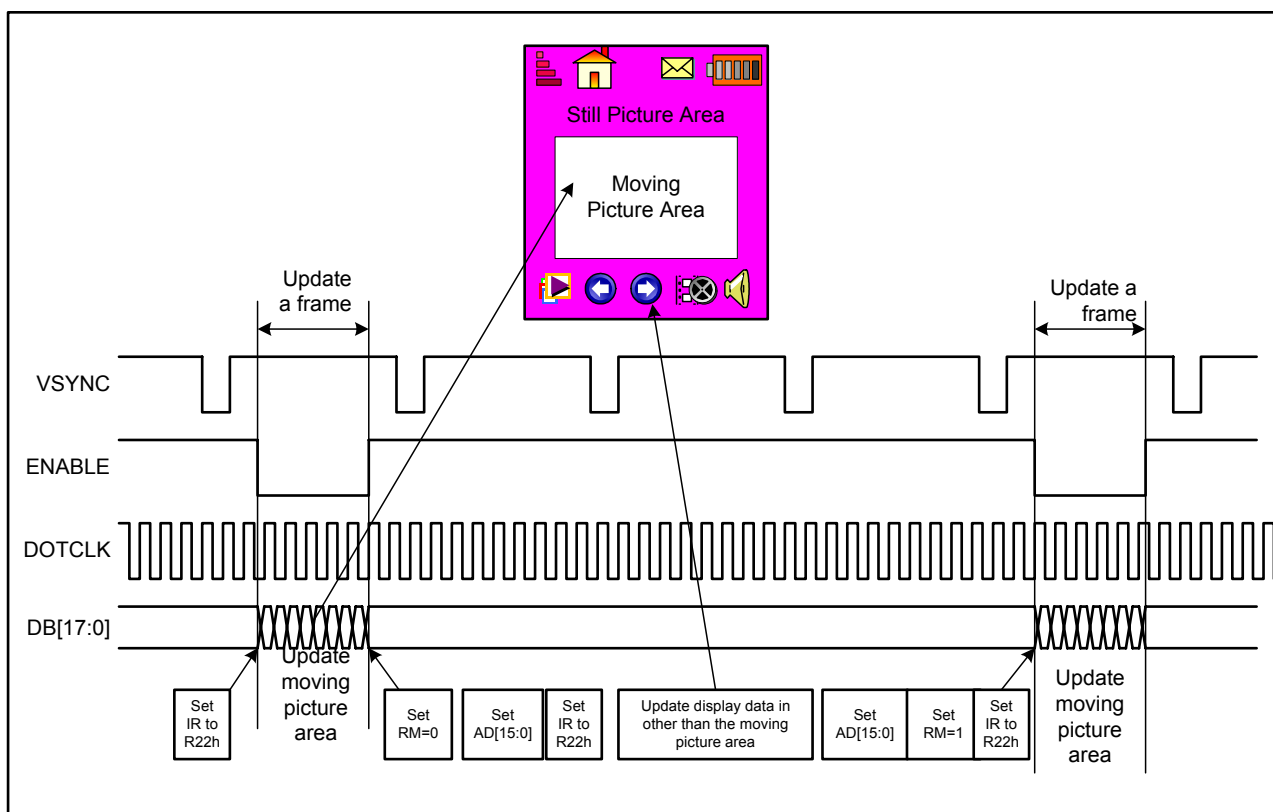 Still Picture Area
Moving
Picture Area
Update
a frame
Update a
frame
VSYNC
ENABLE
DOTCLK
DB[17:0]
Update
moving
picture
area
Update
moving
picture
area
Set
IR to
R22h
Set
RM=0
Set
AD[15:0]
Set
IR to
R22h
Update display data in
other than the moving
picture area
Set
AD[15:0]
Set
RM=1
Set
IR to
R22h